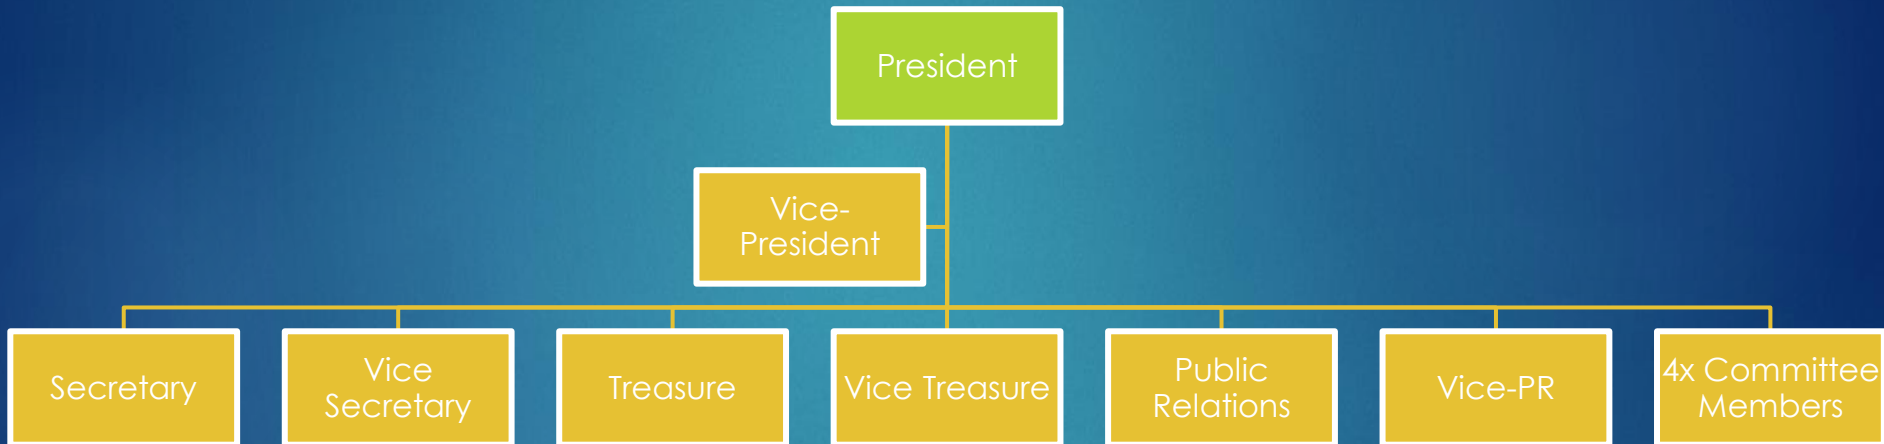 President
Vice-
President
Secretary
Vice
Secretary
Treasure
Vice Treasure
Public
Relations
Vice-PR
4x Committee
Members